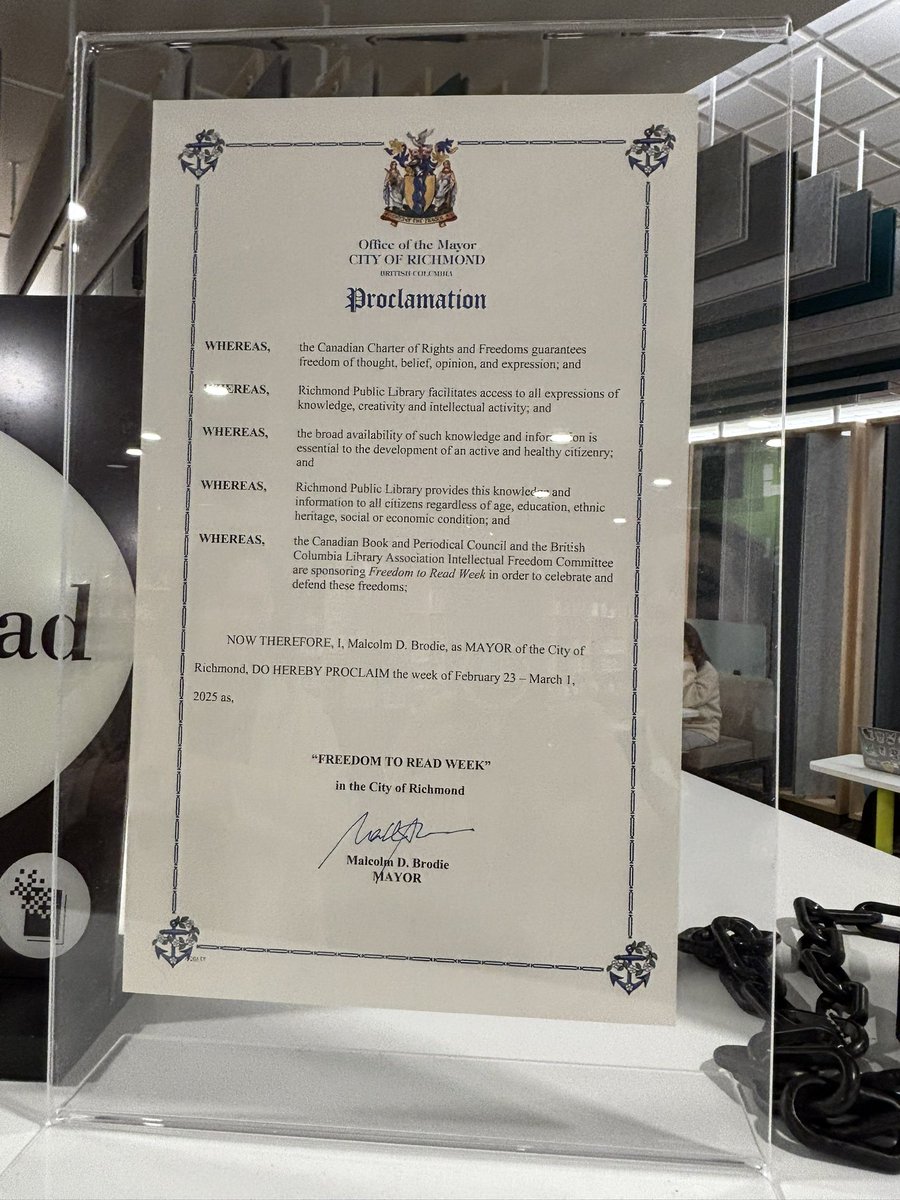 Office of the Mayor
CITY OF RICHMOND
BRITISH COLUMBIA
Proclamation
WHEREAS, the Canadian Charter of Rights and Freedoms guarantees
freedom of thought, belief, opinion, and expression; and
WHEREAS, Richmond Public Library facilitates access to all expressions of
knowledge, creativity and intellectual activity; and
WHEREAS, the broad availability of such knowledge and information is
essential to the development of an active and healthy citizenry;
and
WHEREAS, Richmond Public Library provides this knowledge and
information to all citizens regardless of age, education, ethnic
heritage, social or economic condition; and
WHEREAS, the Canadian Book and Periodical Council and the British
Columbia Library Association Intellectual Freedom Committee
are sponsoring Freedom to Read Week in order to celebrate and
defend these freedoms;
NOW THEREFORE, I, Malcolm D. Brodie, as MAYOR of the City of
Richmond, DO HEREBY PROCLAIM the week of February 23 – March 1,
2025 as,
“FREEDOM TO READ WEEK”
in the City of Richmond
Malcolm D. Brodie
MAYOR
ad